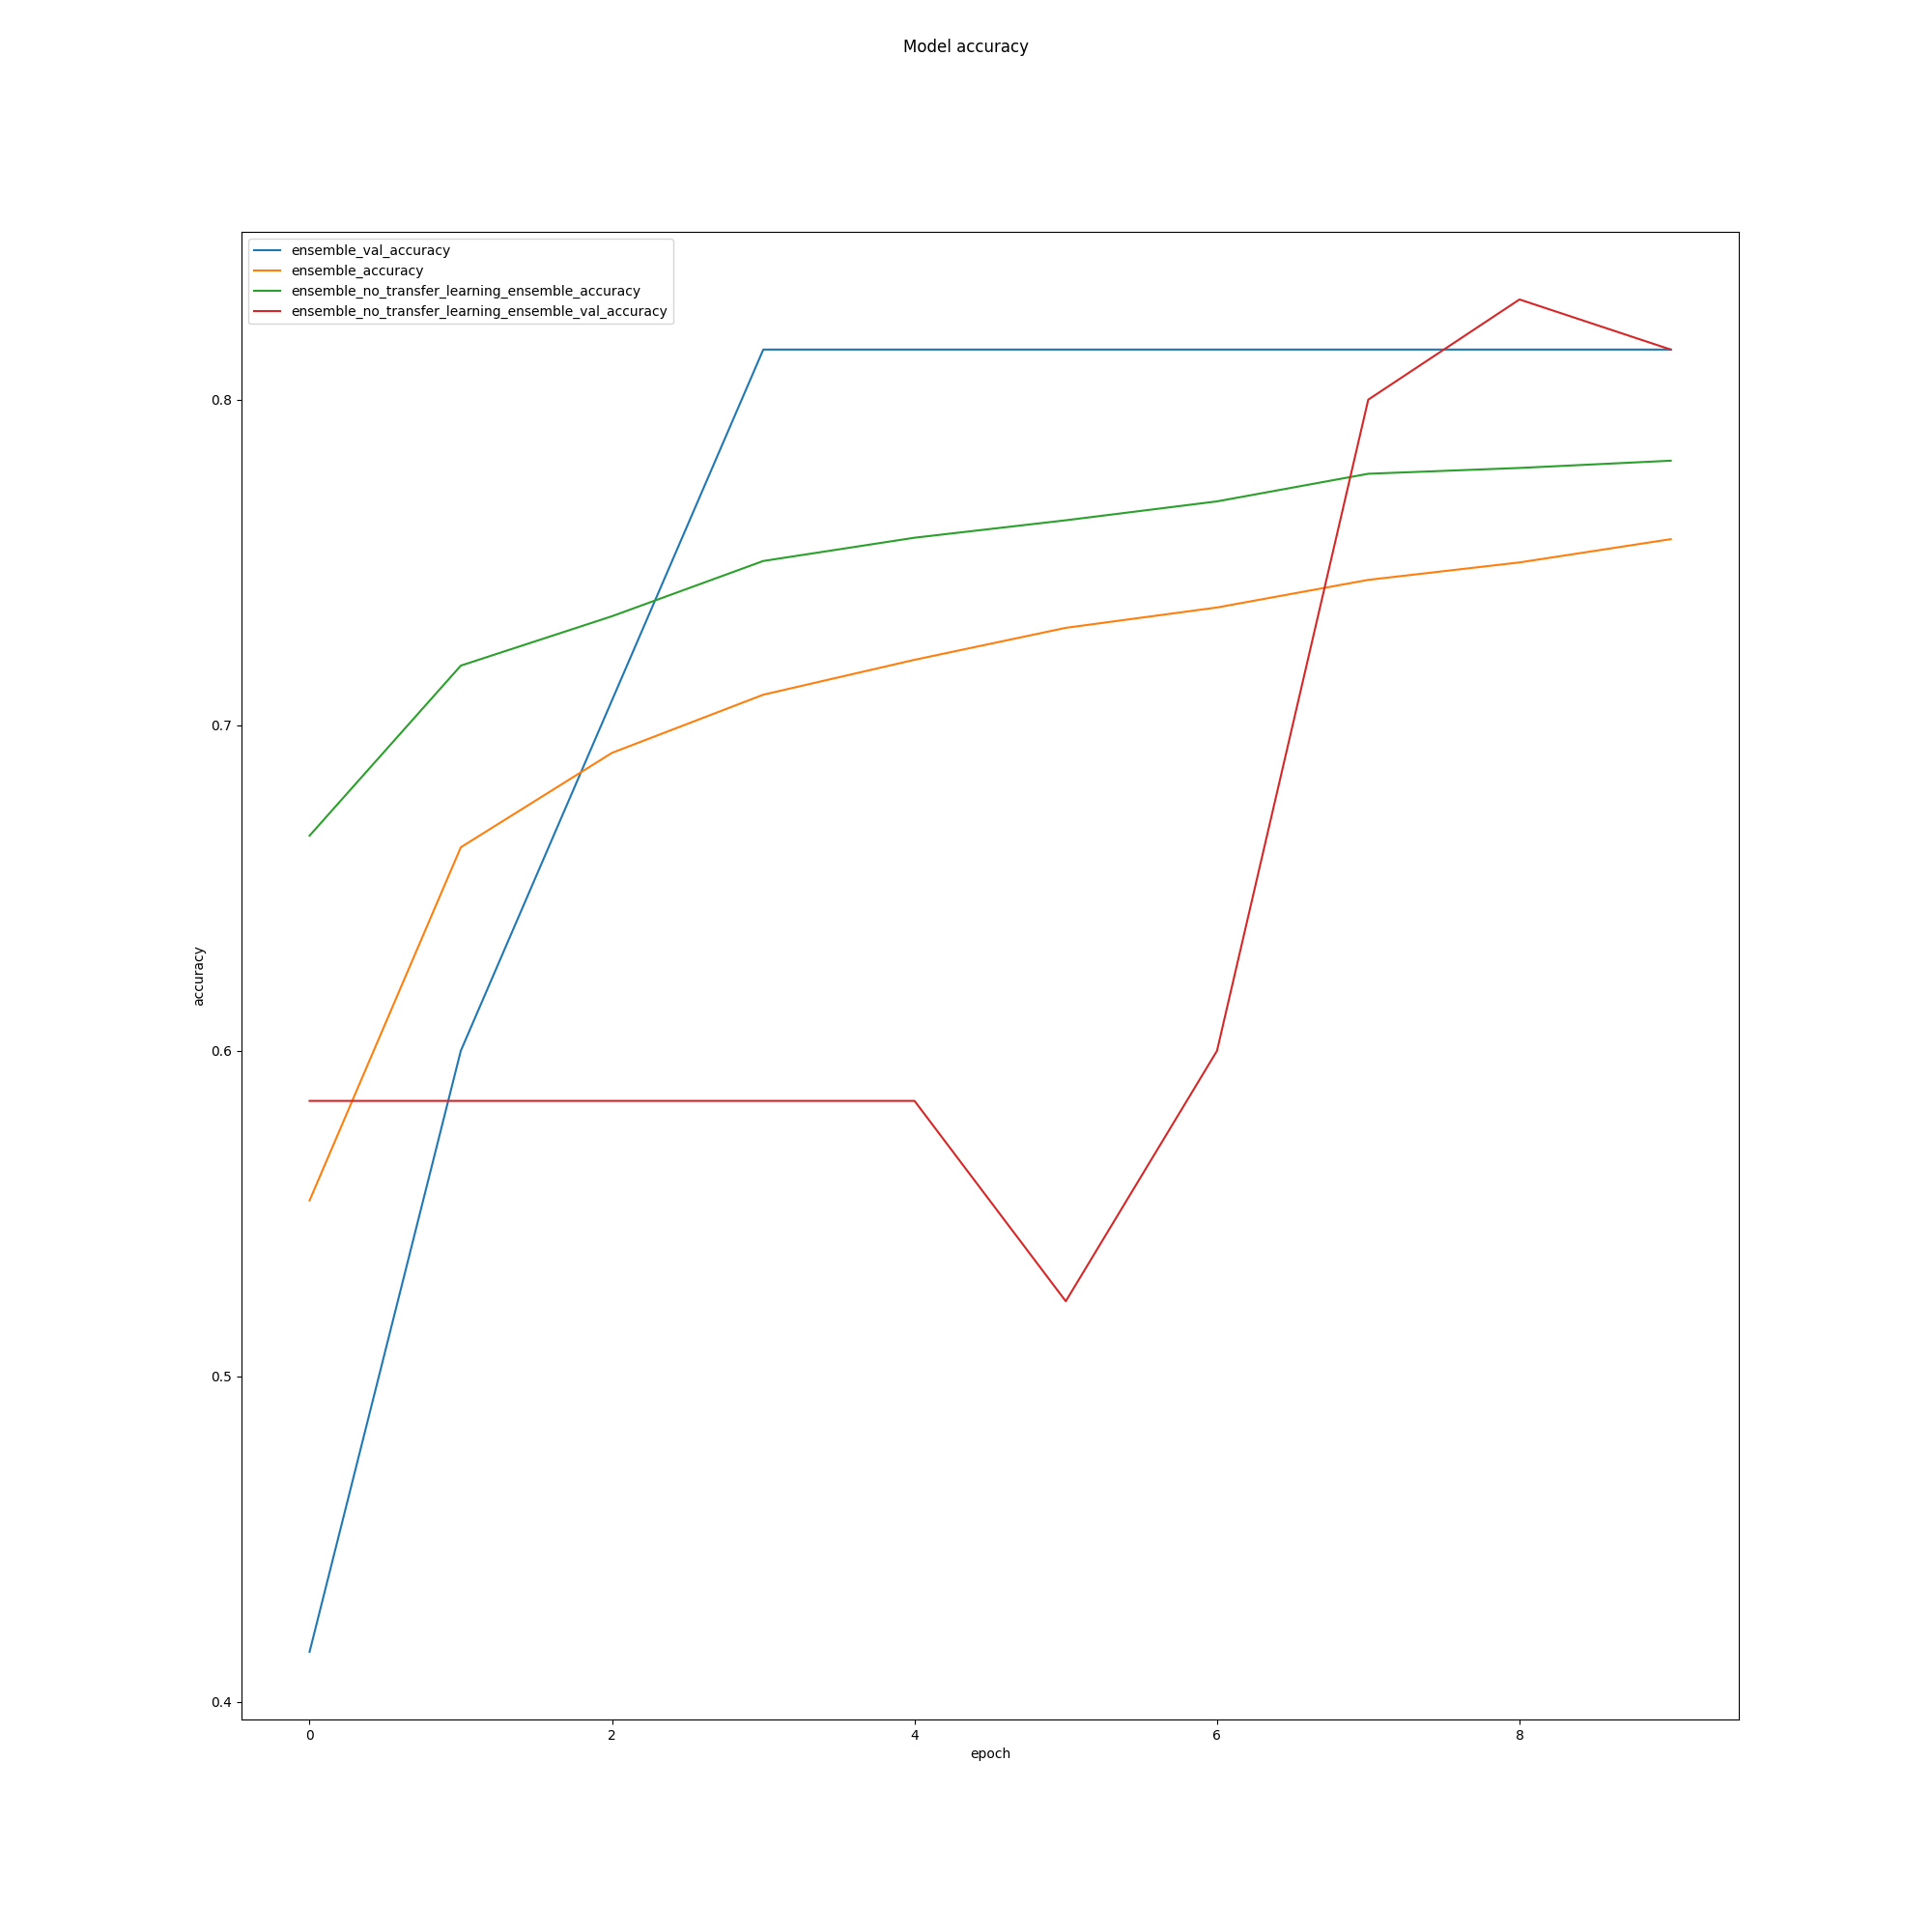 Model accuracy
ensemble_val_accuracy
ensemble_accuracy
ensemble_no_transfer_learning_ensemble_accuracy
ensemble_no_transfer_learning_ensemble_val_accuracy
0.8
0.7
0.6
0.5
0.4
accuracy
0 2 4 6 8
epoch